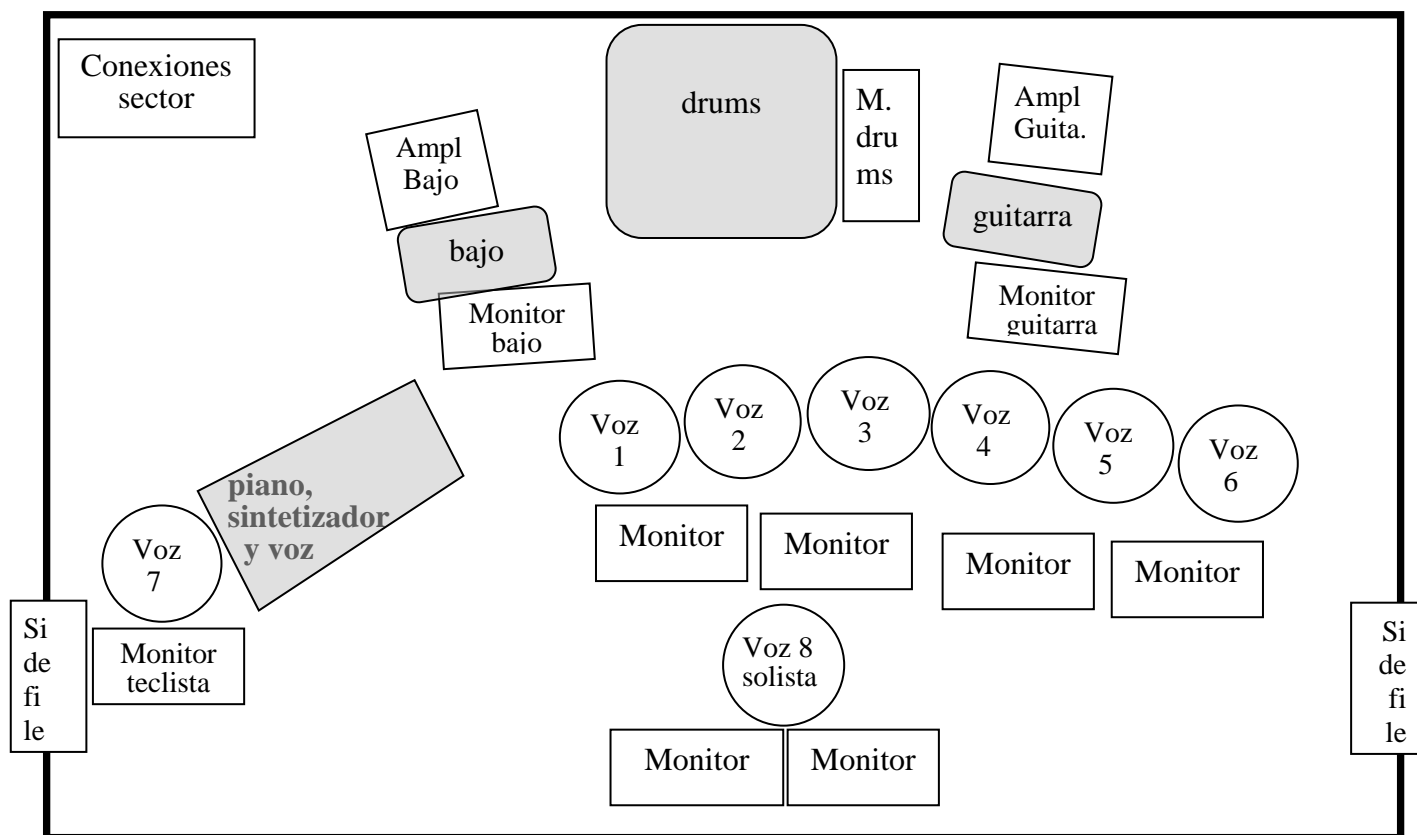 Conexiones
sector
drums
M.
dru
ms
Ampl
Guita.
Ampl
Bajo
bajo
guitarra
Monitor
bajo
Monitor
guitarra
Voz
1
Voz
2
Voz
3
Voz
4
Voz
5
Voz
6
piano,
sintetizador
y voz
Voz
7
Monitor
Monitor
Monitor
Monitor
Si
de
fi
le
Monitor
teclista
Voz 8
solista
Si
de
fi
le
Monitor
Monitor